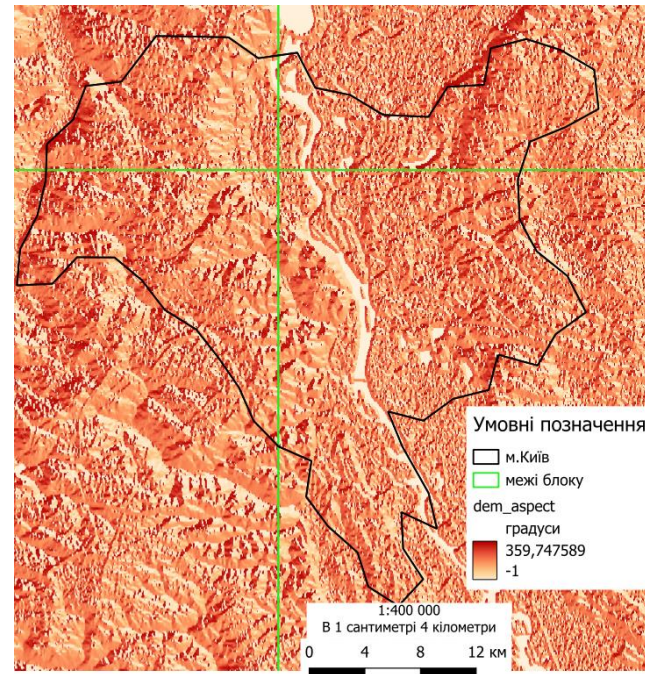 Умовні позначення
м.Київ
межі блоку
dem_aspect
градуси
359,747589
-1
1:400 000
В 1 сантиметрі 4 кілометри
0 4 8 12 км